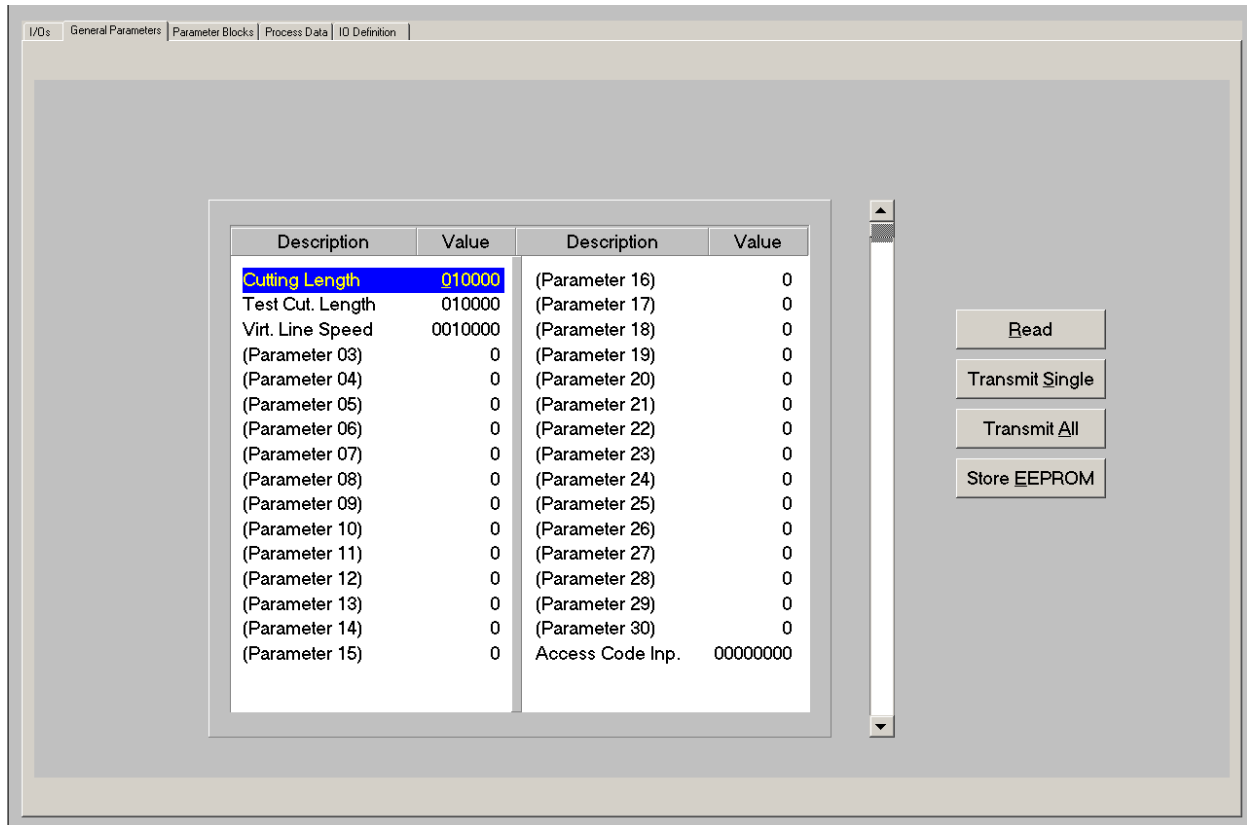 I/Os General Parameters Parameter Blocks Process Data IO Definition
Description Value Description Value
Cutting Length 010000 (Parameter 16) 0
Test Cut. Length 010000 (Parameter 17) 0
Virt. Line Speed 0010000 (Parameter 18) 0
(Parameter 03) 0 (Parameter 19) 0
(Parameter 04) 0 (Parameter 20) 0
(Parameter 05) 0 (Parameter 21) 0
(Parameter 06) 0 (Parameter 22) 0
(Parameter 07) 0 (Parameter 23) 0
(Parameter 08) 0 (Parameter 24) 0
(Parameter 09) 0 (Parameter 25) 0
(Parameter 10) 0 (Parameter 26) 0
(Parameter 11) 0 (Parameter 27) 0
(Parameter 12) 0 (Parameter 28) 0
(Parameter 13) 0 (Parameter 29) 0
(Parameter 14) 0 (Parameter 30) 0
(Parameter 15) 0 Access Code Inp. 00000000
Read
Transmit Single
Transmit All
Store EEPROM